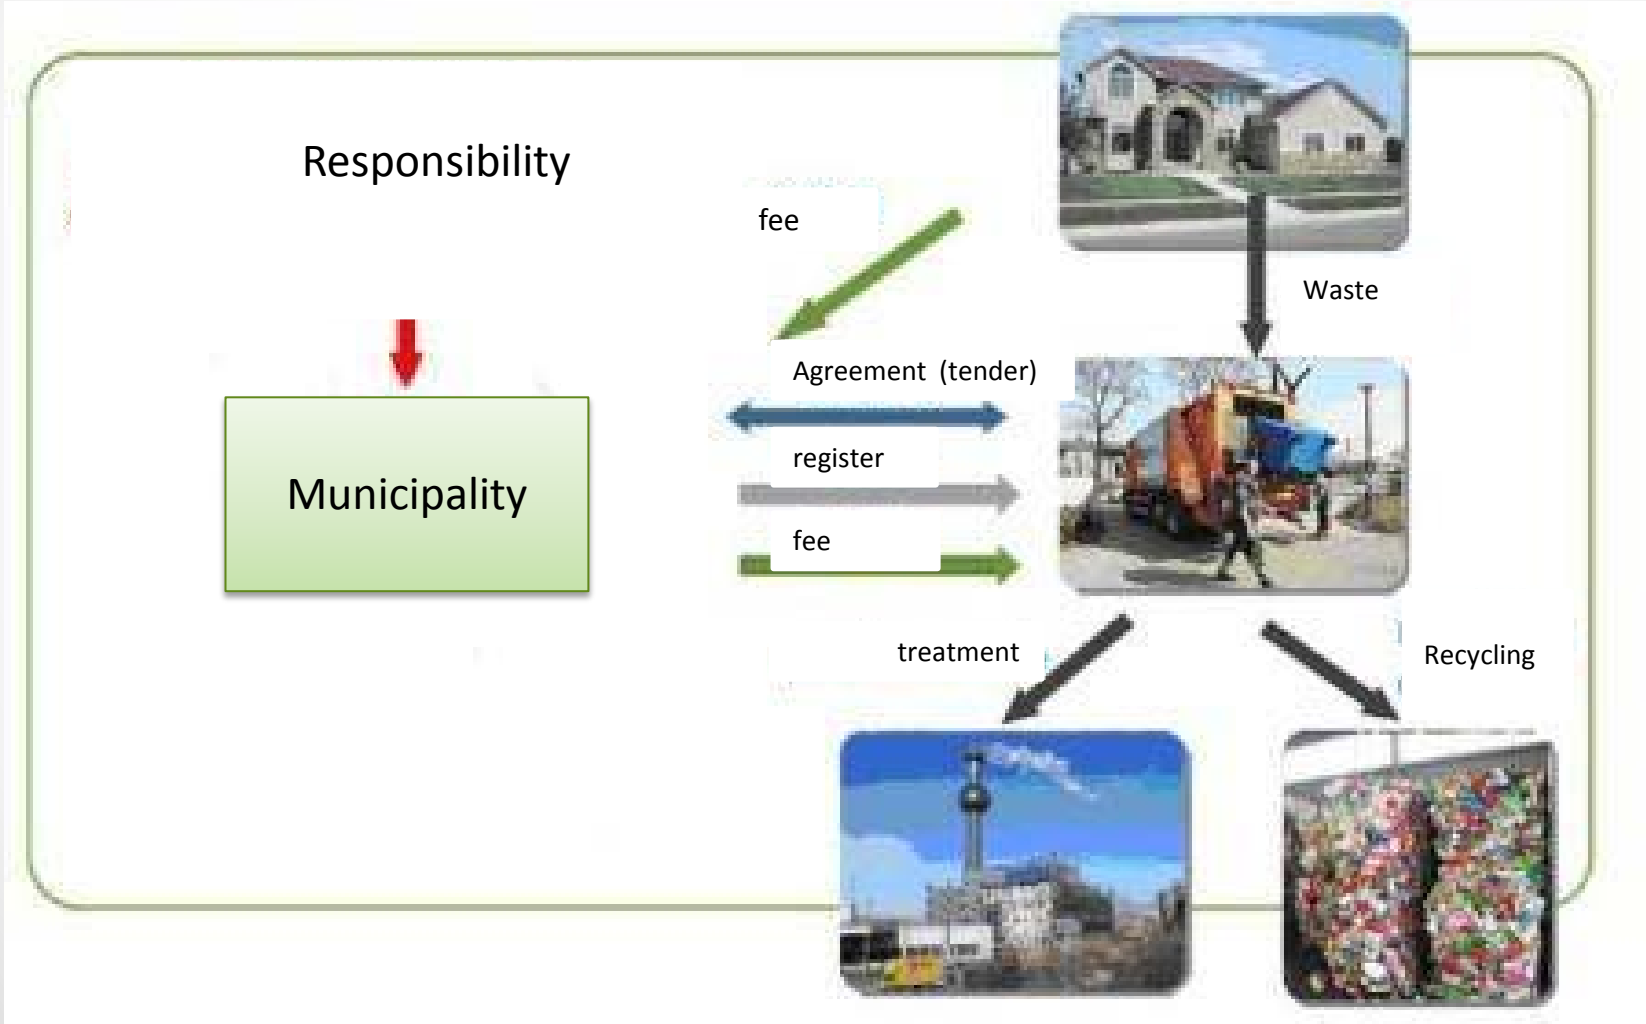 Responsibility
fee
Waste
Agreement (tender)
register
Municipality
fee
treatment
Recycling